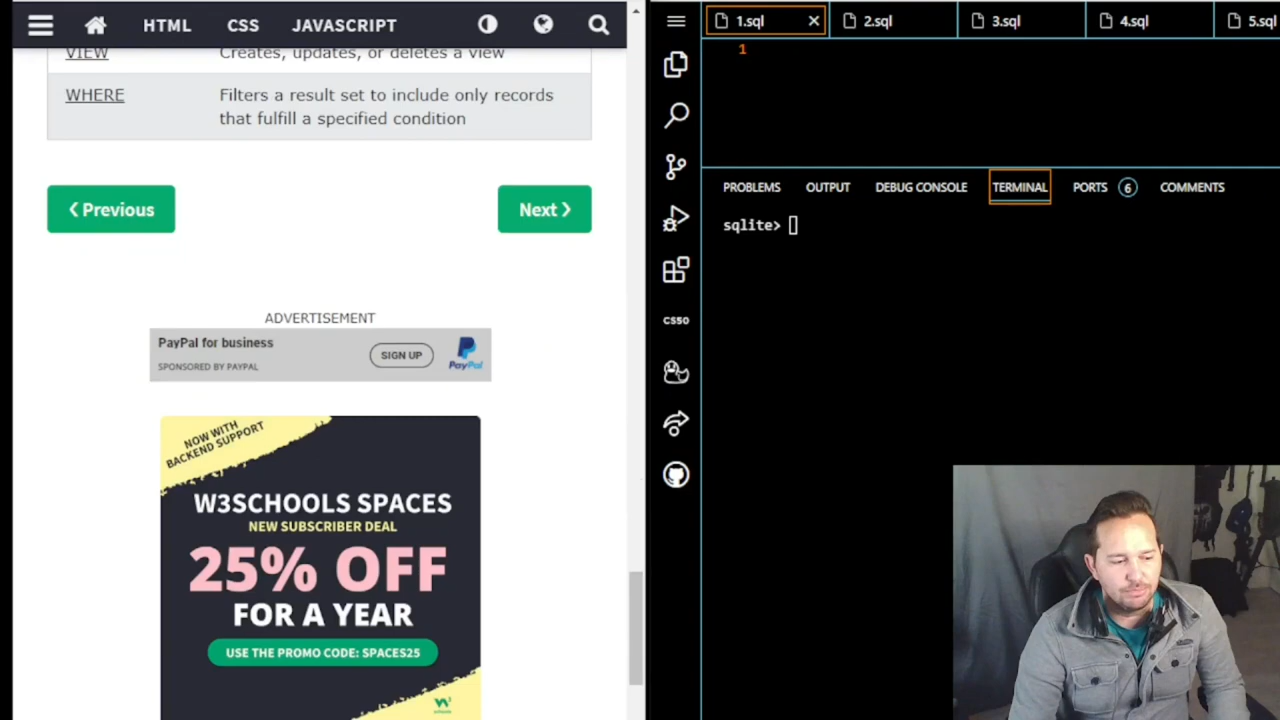 HTML CSS JAVASCRIPT
VIEW Creates, updates, or deletes a view
WHERE Filters a result set to include only records
that fulfill a specified condition
❮ Previous Next ❯
ADVERTISEMENT
PayPal for business
SPONSORED BY PAYPAL
SIGN UP
PayPal
NOW WITH
BACKEND SUPPORT
W3SCHOOLS SPACES
NEW SUBSCRIBER DEAL
25% OFF
FOR A YEAR
USE THE PROMO CODE: SPACES25
1.sql 2.sql 3.sql 4.sql 5.sql
1
CS50
PROBLEMS OUTPUT DEBUG CONSOLE TERMINAL PORTS 6 COMMENTS
sqlite>